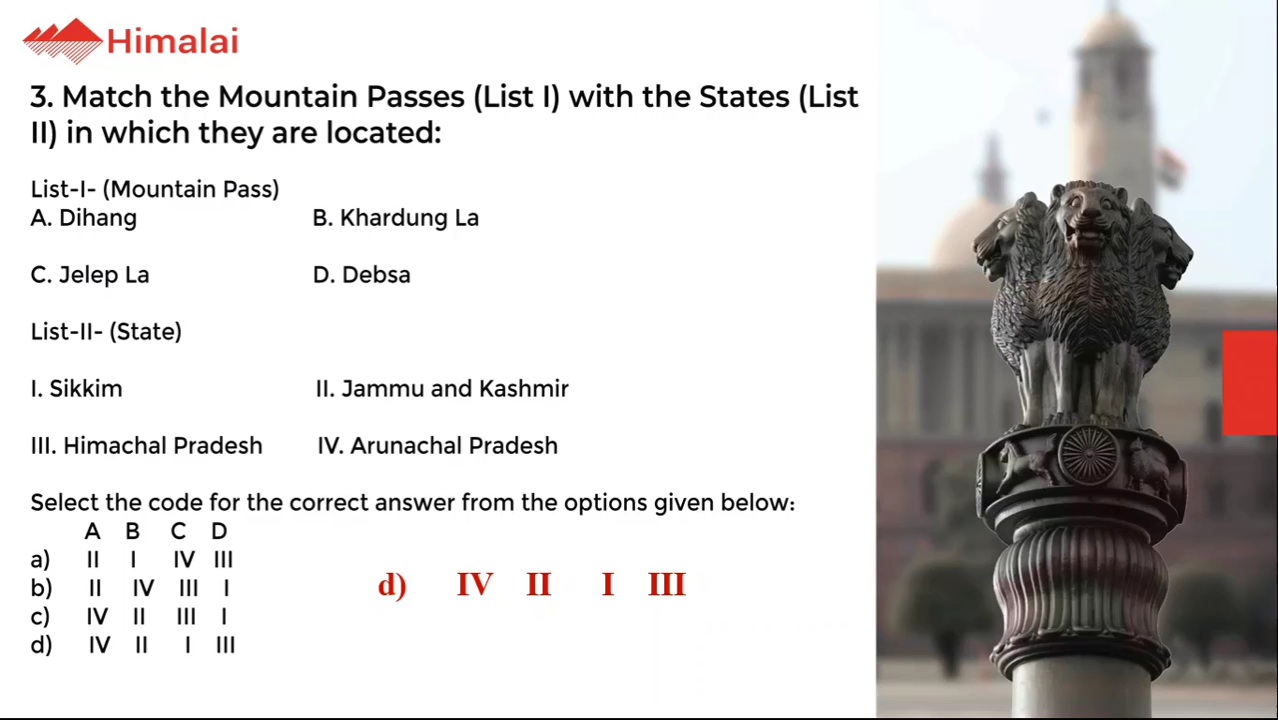 Himalai
3. Match the Mountain Passes (List I) with the States (List
II) in which they are located:
List-I- (Mountain Pass)
A. Dihang B. Khardung La
C. Jelep La D. Debsa
List-II- (State)
I. Sikkim II. Jammu and Kashmir
III. Himachal Pradesh IV. Arunachal Pradesh
Select the code for the correct answer from the options given below:
A B C D
a) II I IV III
b) II IV III I
c) IV II III I
d) IV II I III
d) IV II I III